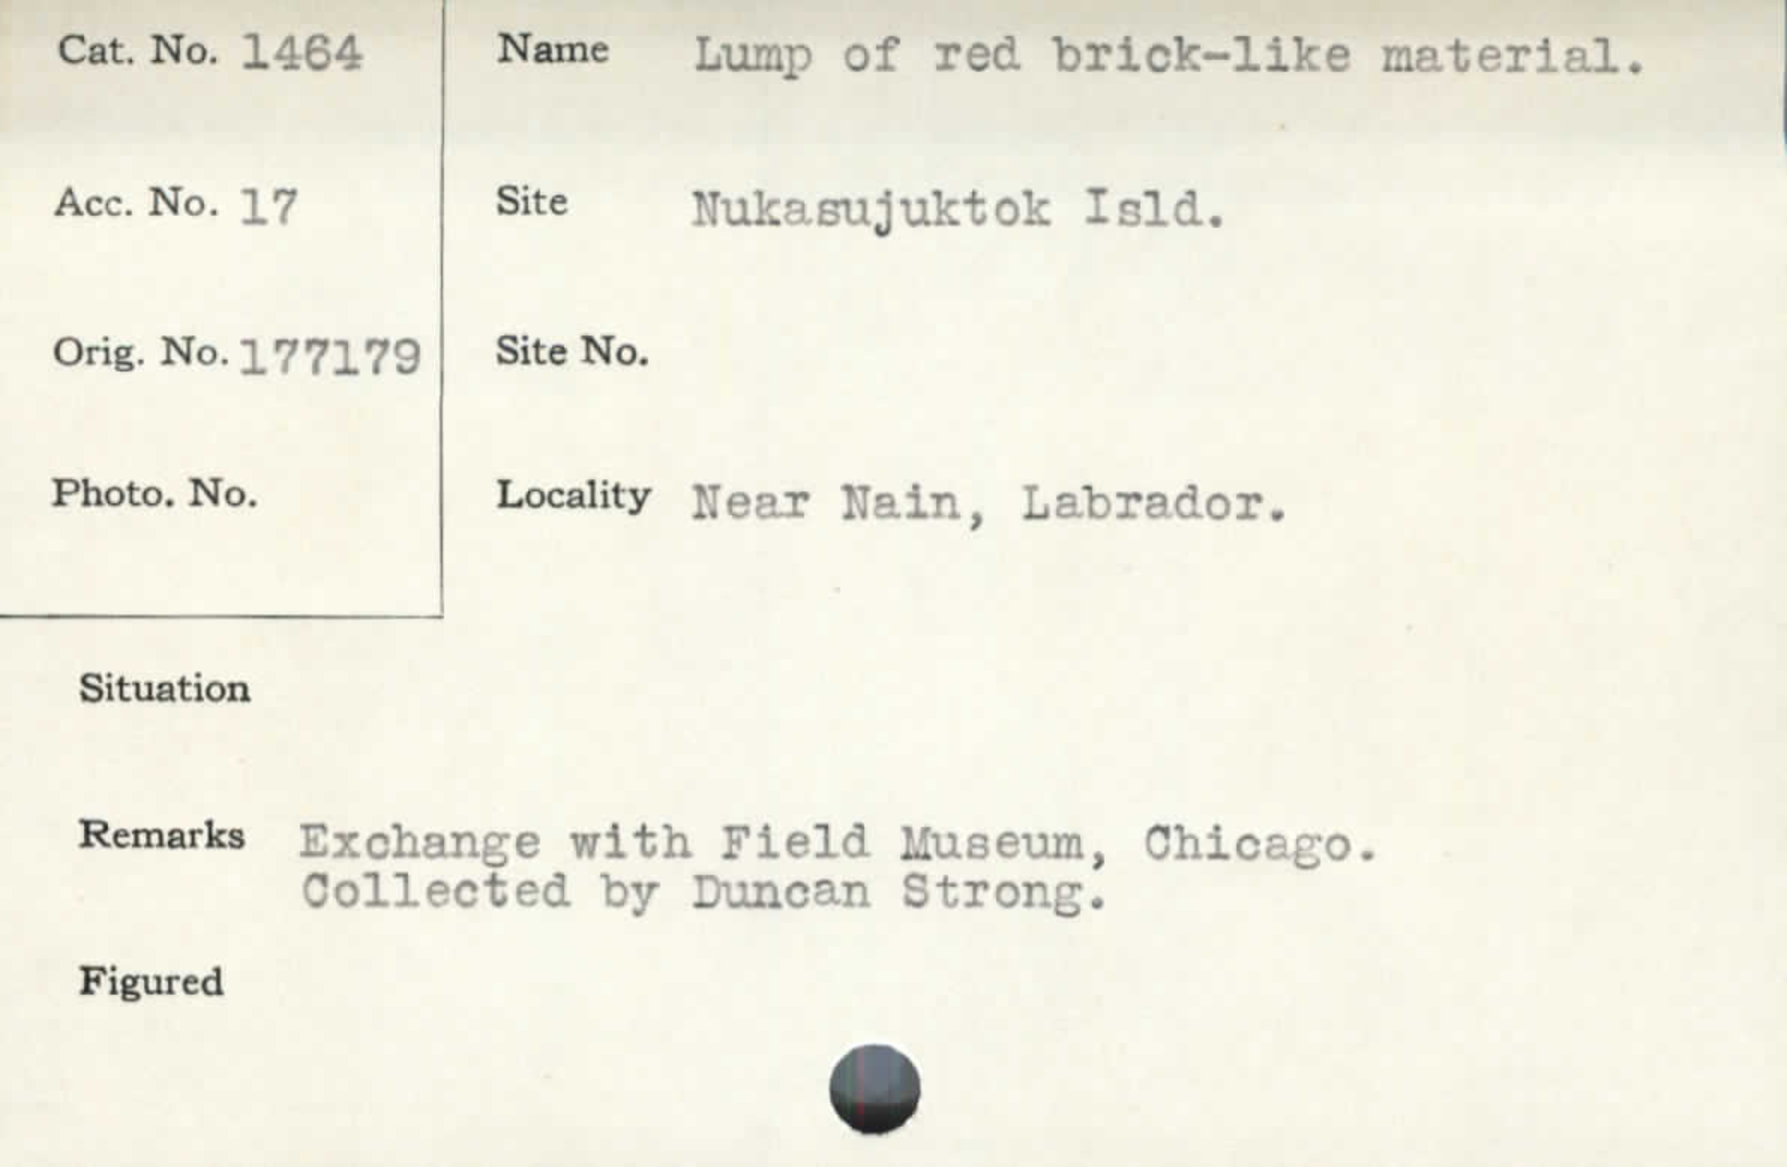 Cat. No. 1464
Name Lump of red brick-like material.
Acc. No. 17
Site Nukasujuktok Isld.
Orig. No. 177179
Site No.
Photo. No.
Locality Near Nain, Labrador.
Situation
Remarks Exchange with Field Museum, Chicago.
Collected by Duncan Strong.
Figured